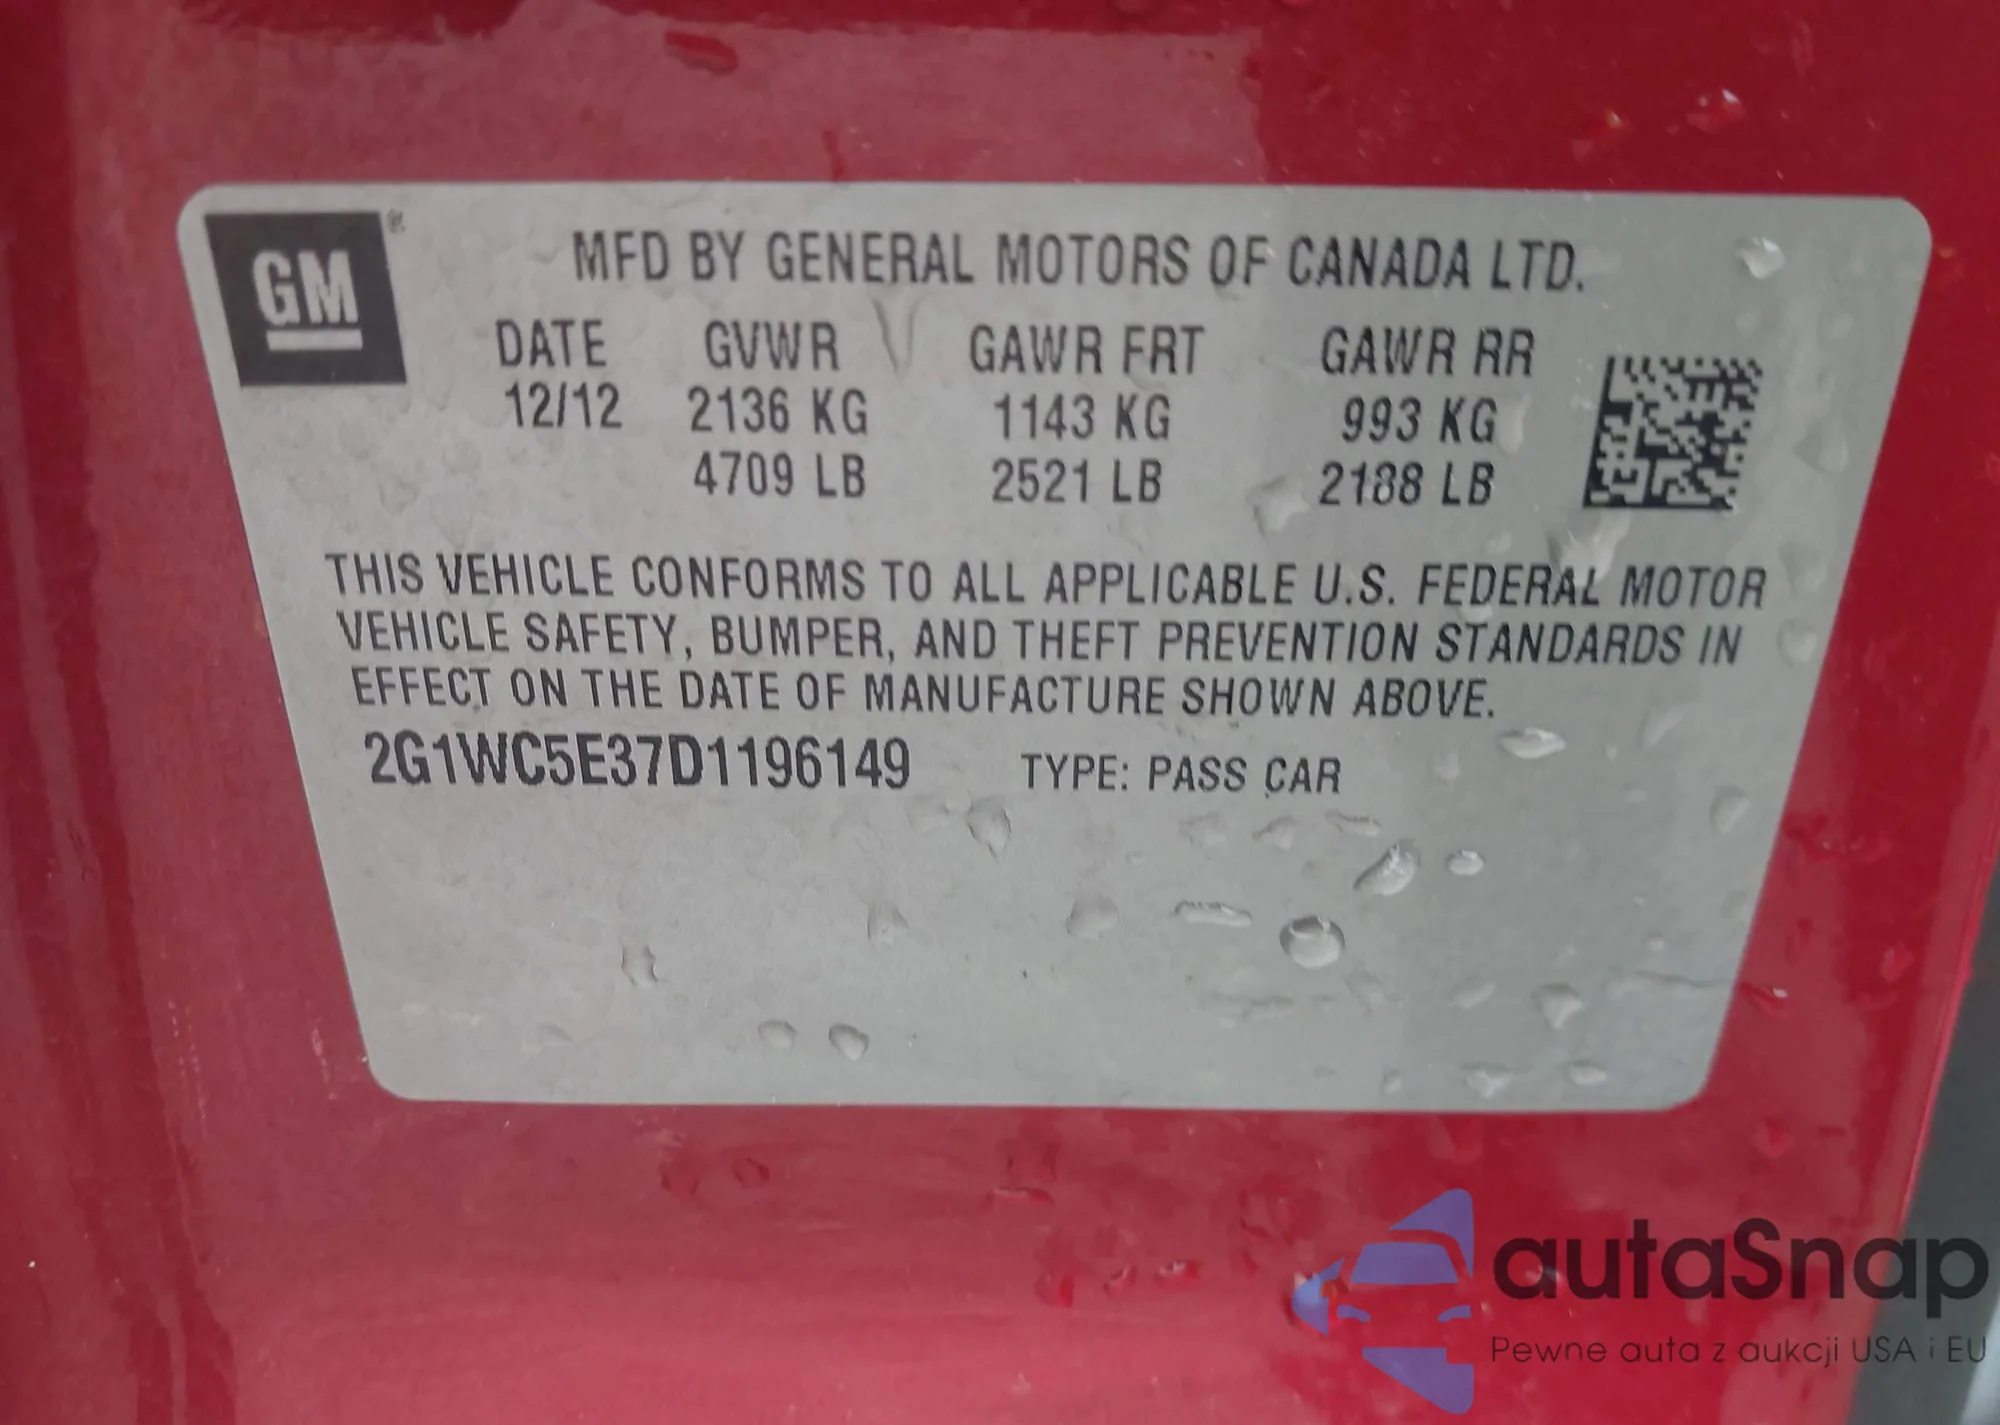 GM
MFD BY GENERAL MOTORS OF CANADA LTD.
DATE GVWR GAWR FRT GAWR RR
12/12 2136 KG 1143 KG 993 KG
4709 LB 2521 LB 2188 LB
THIS VEHICLE CONFORMS TO ALL APPLICABLE U.S. FEDERAL MOTOR
VEHICLE SAFETY, BUMPER, AND THEFT PREVENTION STANDARDS IN
EFFECT ON THE DATE OF MANUFACTURE SHOWN ABOVE.
2G1WC5E37D1196149 TYPE: PASS CAR
autaSnap
Pewne auta z aukcji USA i EU